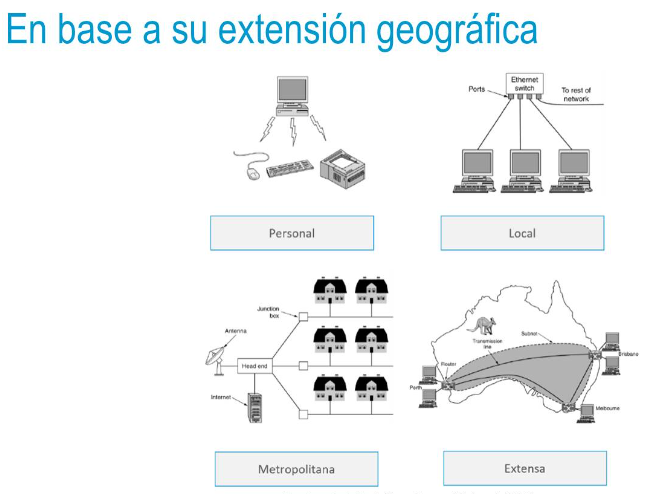 En base a su extensión geográfica
Ethernet
switch
Ports
To rest of
network
Personal
Local
Junction
box
Antenna
Head end
Internet
Subnet
Transmission
line
Router
Perth
Brisbane
Melbourne
Metropolitana
Extensa